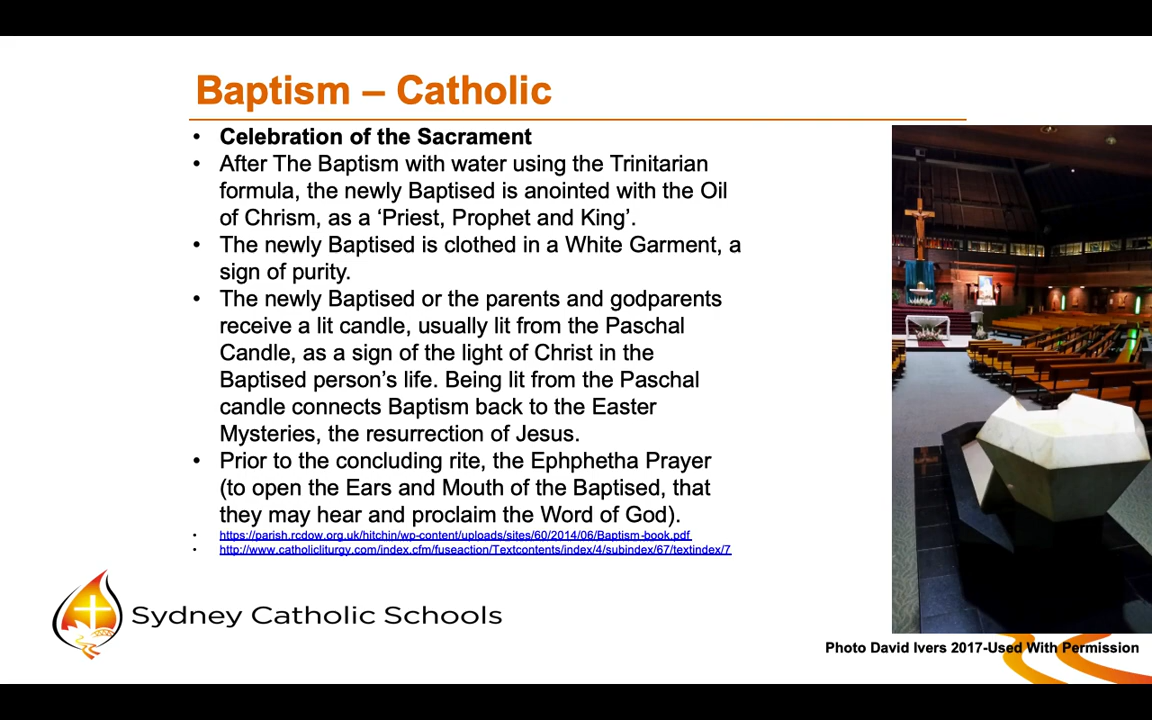 Baptism – Catholic
• Celebration of the Sacrament
• After The Baptism with water using the Trinitarian
formula, the newly Baptised is anointed with the Oil
of Chrism, as a ‘Priest, Prophet and King’.
• The newly Baptised is clothed in a White Garment, a
sign of purity.
• The newly Baptised or the parents and godparents
receive a lit candle, usually lit from the Paschal
Candle, as a sign of the light of Christ in the
Baptised person’s life. Being lit from the Paschal
candle connects Baptism back to the Easter
Mysteries, the resurrection of Jesus.
• Prior to the concluding rite, the Ephphetha Prayer
(to open the Ears and Mouth of the Baptised, that
they may hear and proclaim the Word of God).
• https://parish.rcdow.org.uk/hitchin/wp-content/uploads/sites/60/2014/06/Baptism-book.pdf
• http://www.catholicliturgy.com/index.cfm/fuseaction/Textcontents/index/4/subindex/67/textindex/7
Sydney Catholic Schools
Photo David Ivers 2017-Used With Permission